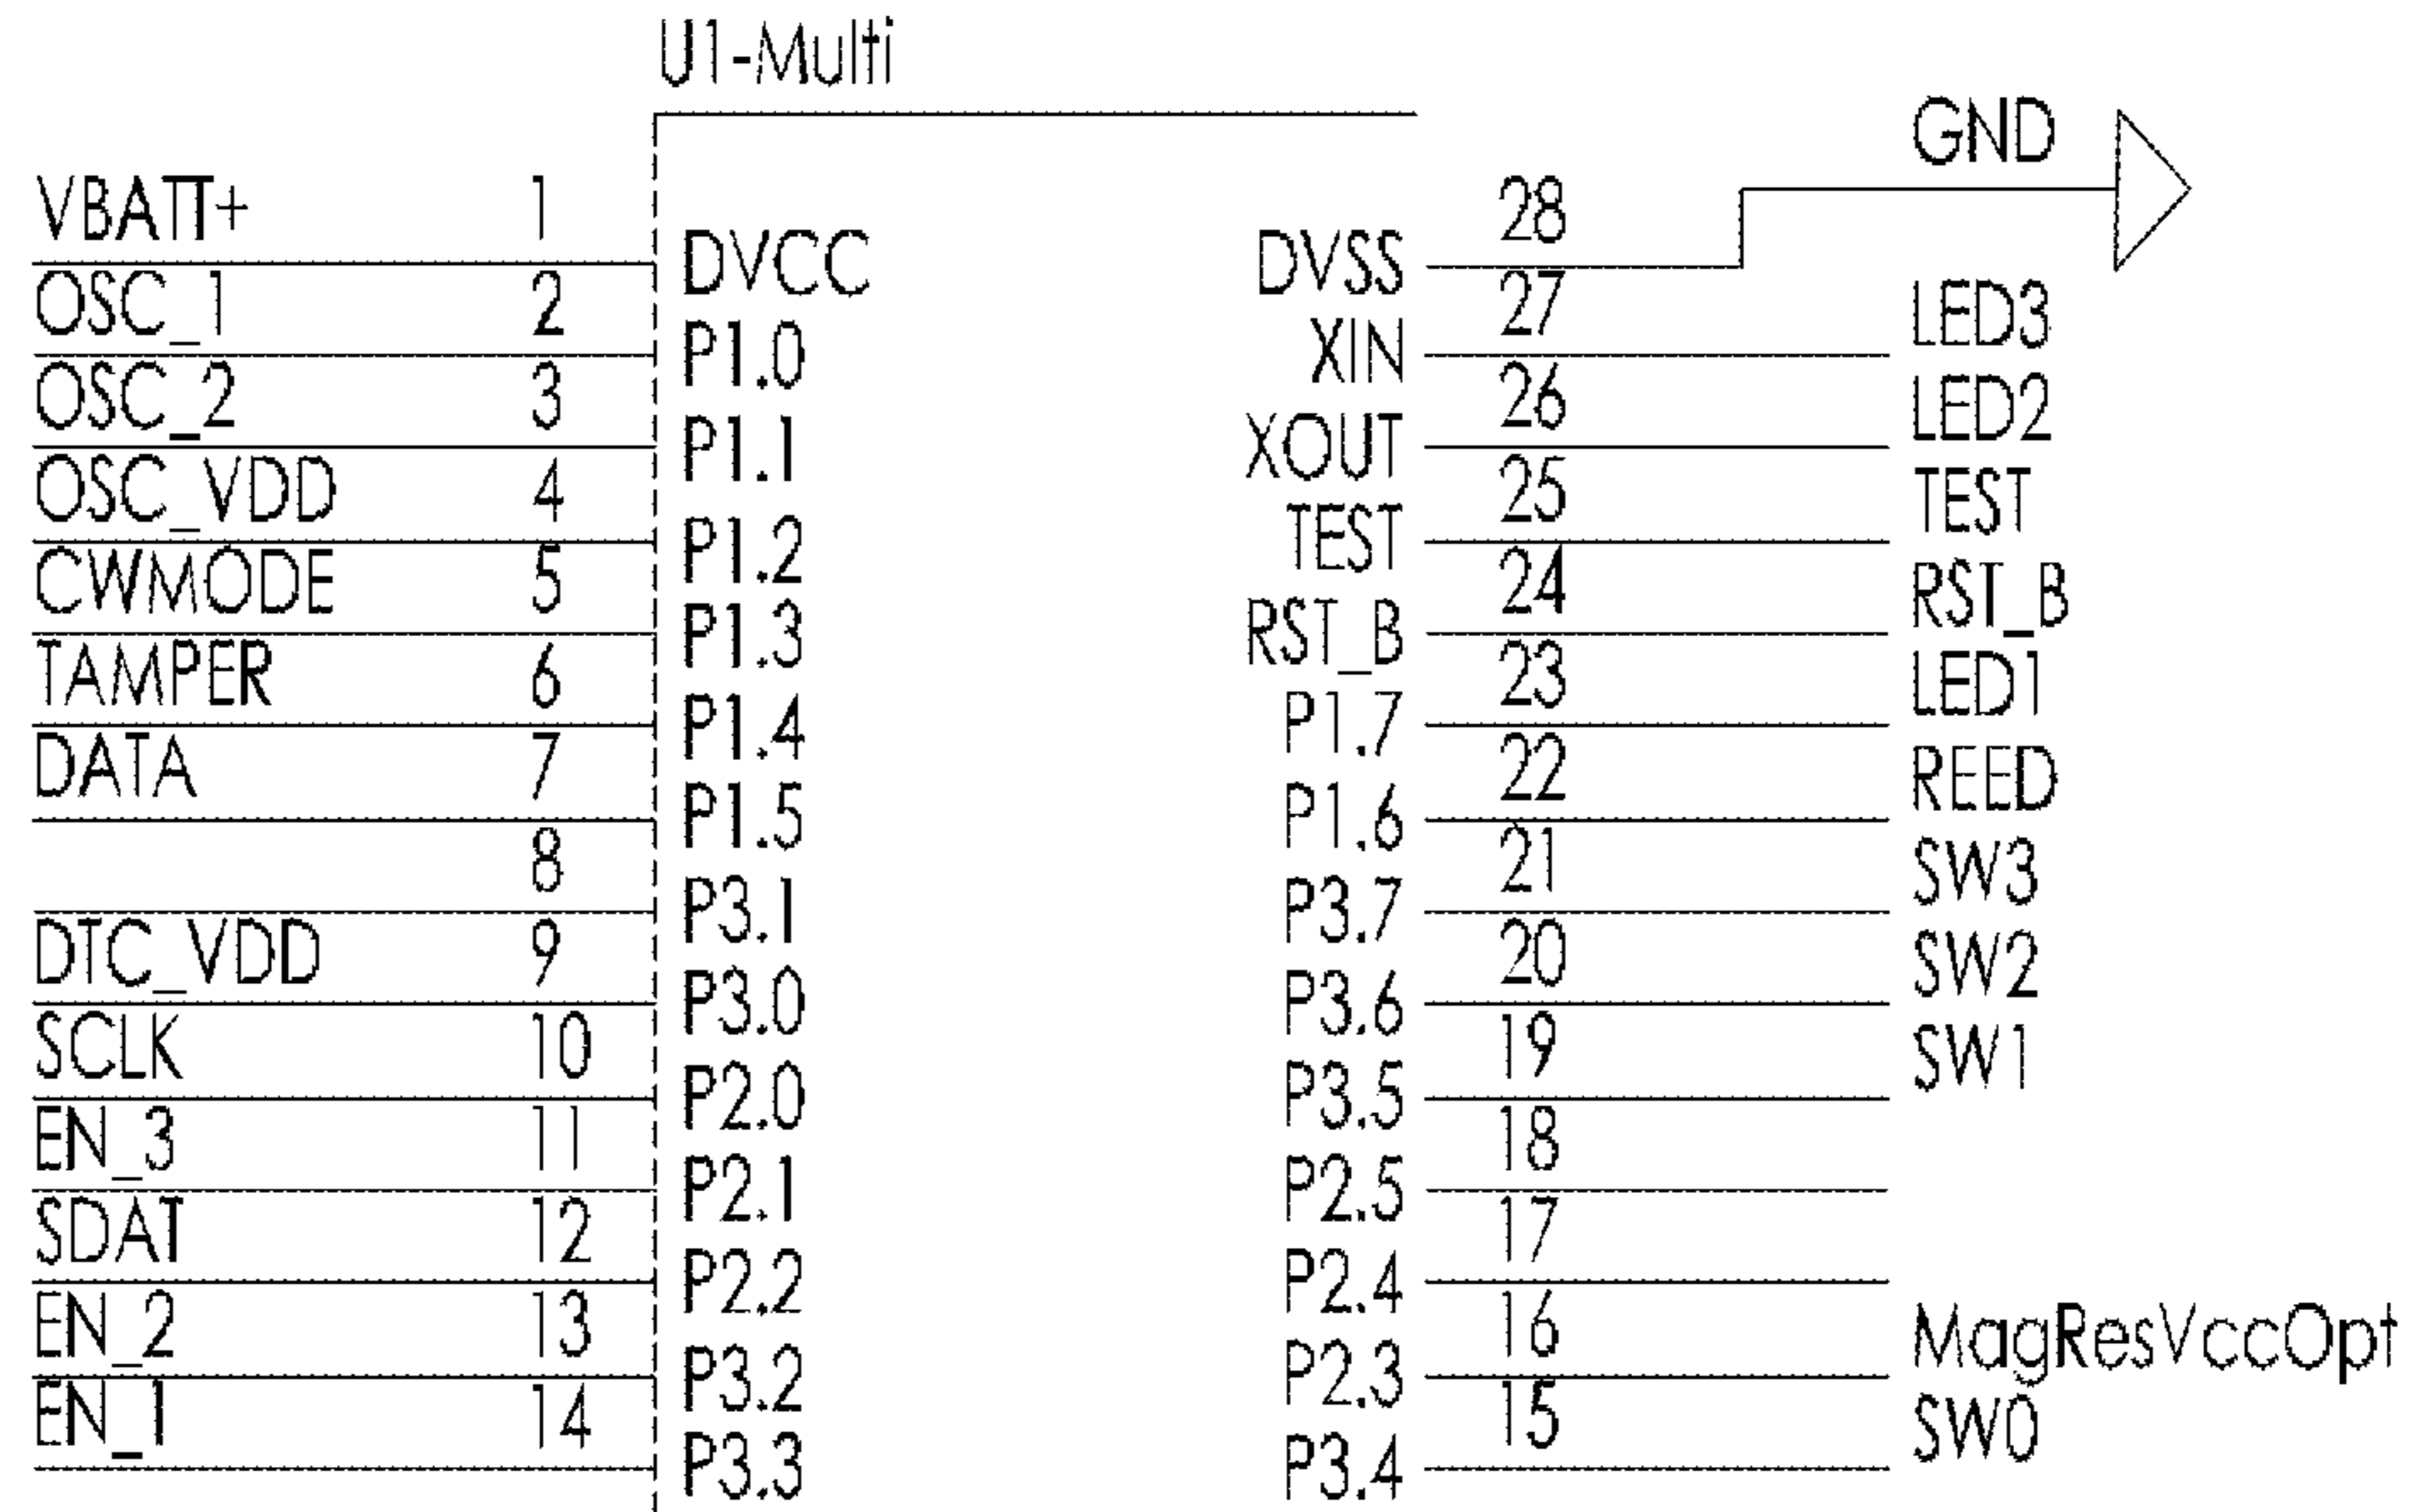 U1-Multi
GND
VBATT+ 1 DVCC DVSS 28
OSC_1 2 P1.0 XIN 27 LED3
OSC_2 3 P1.1 XOUT 26 LED2
OSC_VDD 4 P1.2 TEST 25 TEST
CWMODE 5 P1.3 RST_B 24 RST_B
TAMPER 6 P1.4 P1.7 23 LED1
DATA 7 P1.5 P1.6 22 REED
8 P3.1 P3.7 21 SW3
DTC_VDD 9 P3.0 P3.6 20 SW2
SCLK 10 P2.0 P3.5 19 SW1
EN_3 11 P2.1 P2.5 18
SDAT 12 P2.2 P2.4 17
EN_2 13 P3.2 P2.3 16 MagResVccOpt
EN_1 14 P3.3 P3.4 15 SW0